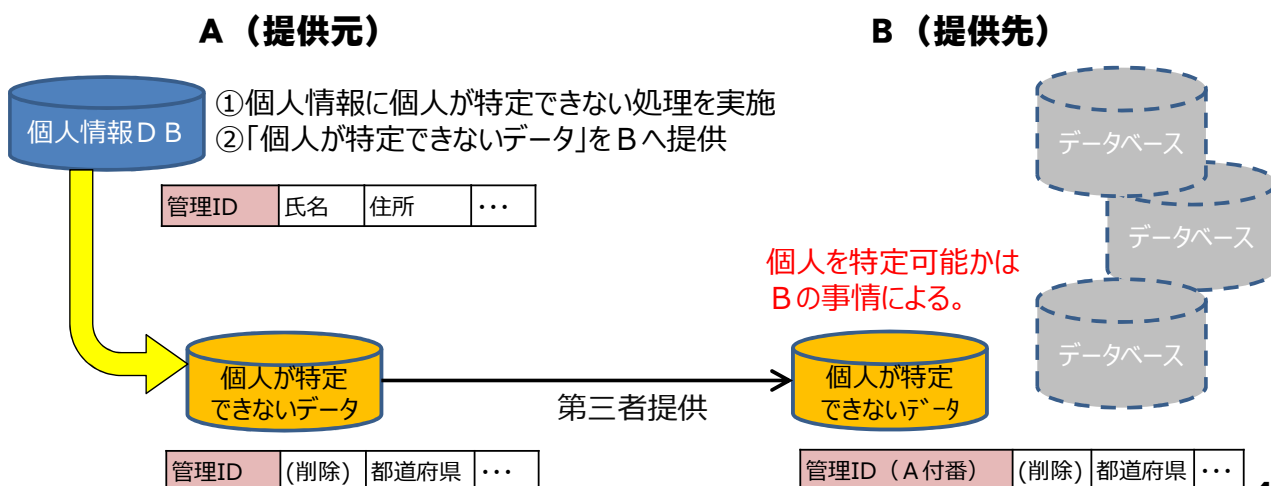 A（提供元）
B（提供先）
個人情報ＤＢ
①個人情報に個人が特定できない処理を実施
②「個人が特定できないデータ」をＢへ提供
管理ID 氏名 住所 ･･･
データベース
データベース
データベース
個人を特定可能かは
Ｂの事情による。
個人が特定
できないデータ
第三者提供
個人が特定
できないﾃﾞｰﾀ
管理ID (削除) 都道府県 ･･･
管理ID（Ａ付番） (削除) 都道府県 ･･･